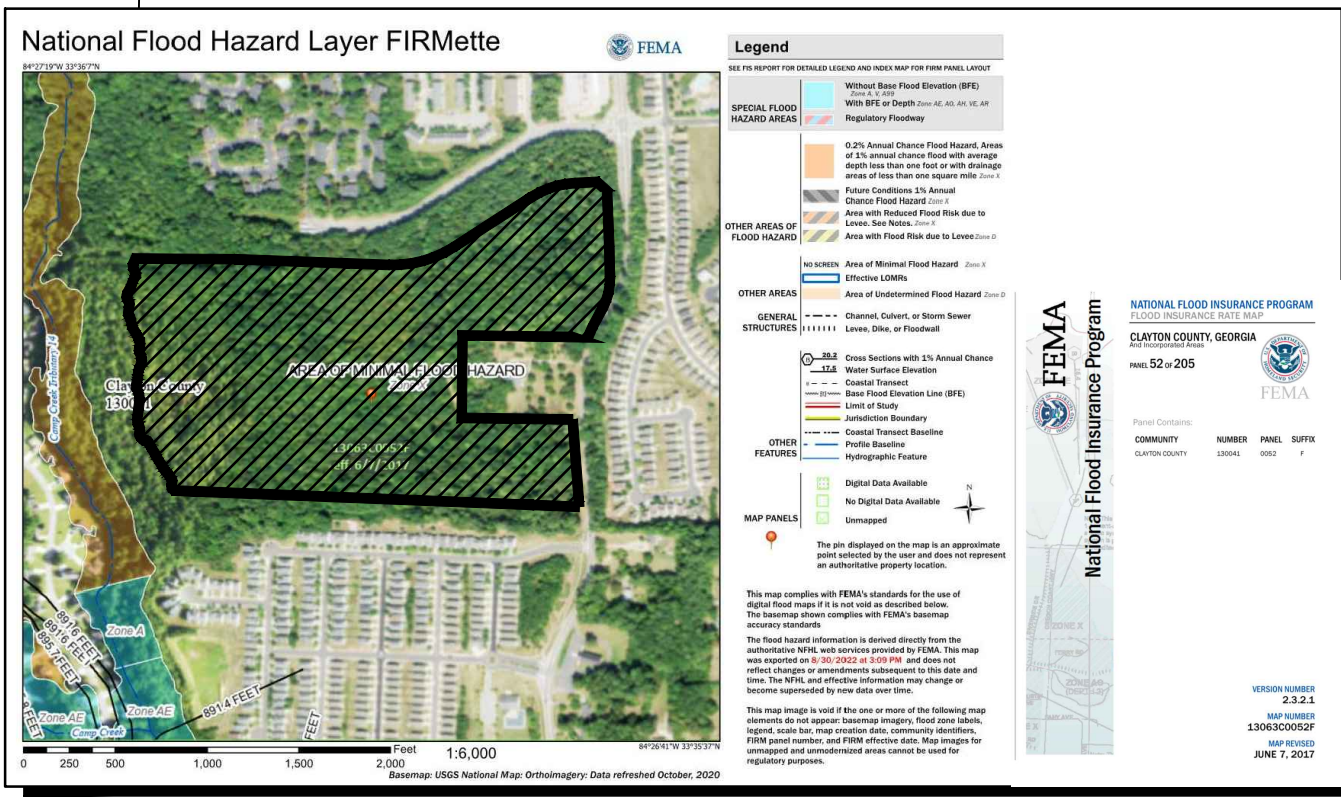 National Flood Hazard Layer FIRMette
FEMA
84°27'19"W 33°36'7"N
Camp Creek Tributary 14
Clayton County
AREA OF MINIMAL FLOOD HAZARD
Zone X
13063C0052F
eff. 6/7/2017
891.6 FEET
891.6 FEET
895.7 FEET
Zone A
Zone AE
Zone AE
Camp Creek
891.4 FEET
FEET
84°26'41"W 33°35'37"N
Feet
1:6,000
0 250 500 1,000 1,500 2,000
Basemap: USGS National Map: Orthoimagery: Data refreshed October, 2020
Legend
SEE FIS REPORT FOR DETAILED LEGEND AND INDEX MAP FOR FIRM PANEL LAYOUT
SPECIAL FLOOD
HAZARD AREAS
Without Base Flood Elevation (BFE)
Zone A, V, A99
With BFE or Depth Zone AE, AO, AH, VE, AR
Regulatory Floodway
OTHER AREAS OF
FLOOD HAZARD
0.2% Annual Chance Flood Hazard, Areas
of 1% annual chance flood with average
depth less than one foot or with drainage
areas of less than one square mile Zone X
Future Conditions 1% Annual
Chance Flood Hazard Zone X
Area with Reduced Flood Risk due to
Levee. See Notes. Zone X
Area with Flood Risk due to Levee Zone D
OTHER AREAS
NO SCREEN Area of Minimal Flood Hazard Zone X
Effective LOMRs
Area of Undetermined Flood Hazard Zone D
GENERAL
STRUCTURES
Channel, Culvert, or Storm Sewer
Levee, Dike, or Floodwall
OTHER
FEATURES
B 20.2 Cross Sections with 1% Annual Chance
17.5 Water Surface Elevation
8 Coastal Transect
513 Base Flood Elevation Line (BFE)
Limit of Study
Jurisdiction Boundary
Coastal Transect Baseline
Profile Baseline
Hydrographic Feature
MAP PANELS
Digital Data Available
No Digital Data Available
Unmapped
N
The pin displayed on the map is an approximate
point selected by the user and does not represent
an authoritative property location.
This map complies with FEMA's standards for the use of
digital flood maps if it is not void as described below.
The basemap shown complies with FEMA's basemap
accuracy standards
The flood hazard information is derived directly from the
authoritative NFHL web services provided by FEMA. This map
was exported on 8/30/2022 at 3:09 PM and does not
reflect changes or amendments subsequent to this date and
time. The NFHL and effective information may change or
become superseded by new data over time.
This map image is void if the one or more of the following map
elements do not appear: basemap imagery, flood zone labels,
legend, scale bar, map creation date, community identifiers,
FIRM panel number, and FIRM effective date. Map images for
unmapped and unmodernized areas cannot be used for
regulatory purposes.
FEMA
National Flood Insurance Program
ZONE X
ZONE AO
NATIONAL FLOOD INSURANCE PROGRAM
FLOOD INSURANCE RATE MAP
CLAYTON COUNTY, GEORGIA
And Incorporated Areas
PANEL 52 OF 205
FEMA
Panel Contains:
COMMUNITY NUMBER PANEL SUFFIX
CLAYTON COUNTY 130041 0052 F
VERSION NUMBER
2.3.2.1
MAP NUMBER
13063C0052F
MAP REVISED
JUNE 7, 2017